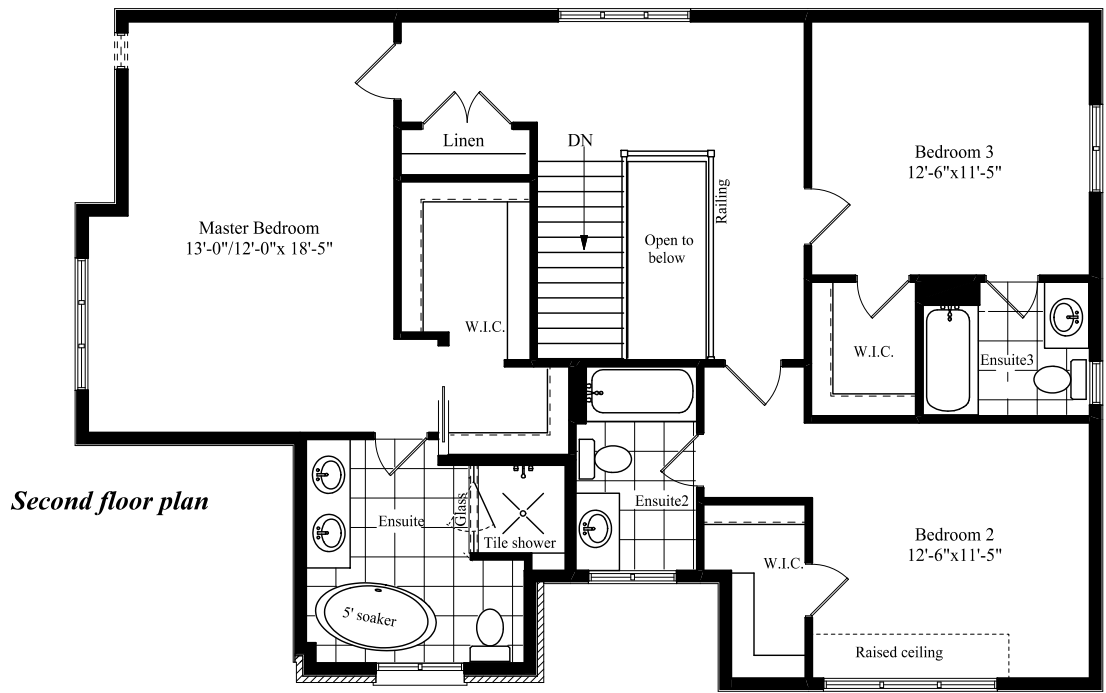 DN
Linen
Bedroom 3
12'-6"x11'-5"
Railing
Master Bedroom
13'-0"/12'-0"x 18'-5"
Open to
below
W.I.C.
W.I.C.
Ensuite3
Second floor plan
Ensuite
Glass
Tile shower
Ensuite2
Bedroom 2
12'-6"x11'-5"
W.I.C.
5' soaker
Raised ceiling